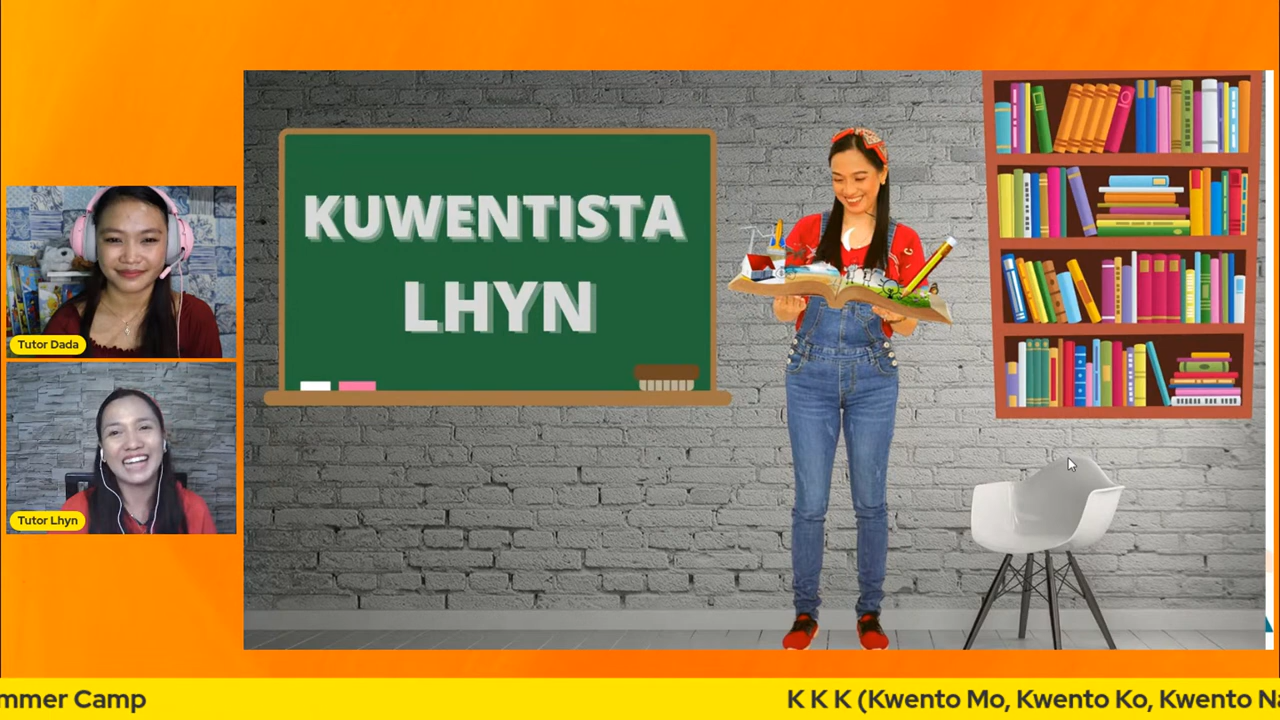 KUWENTISTA
LHYN
Tutor Dada
Tutor Lhyn
mmer Camp
K K K (Kwento Mo, Kwento Ko, Kwento Na